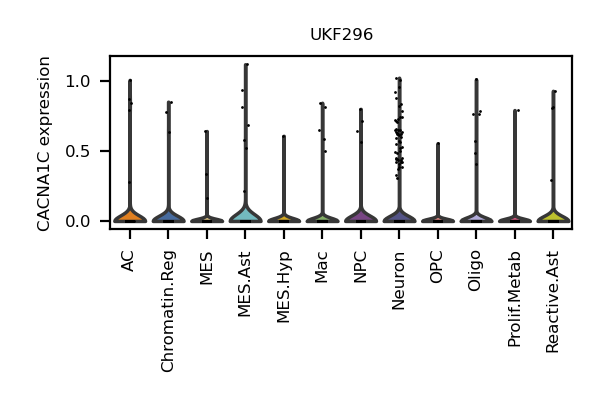 UKF296
CACNA1C expression
1.0
0.5
0.0
AC
Chromatin.Reg
MES
MES.Ast
MES.Hyp
Mac
NPC
Neuron
OPC
Oligo
Prolif.Metab
Reactive.Ast